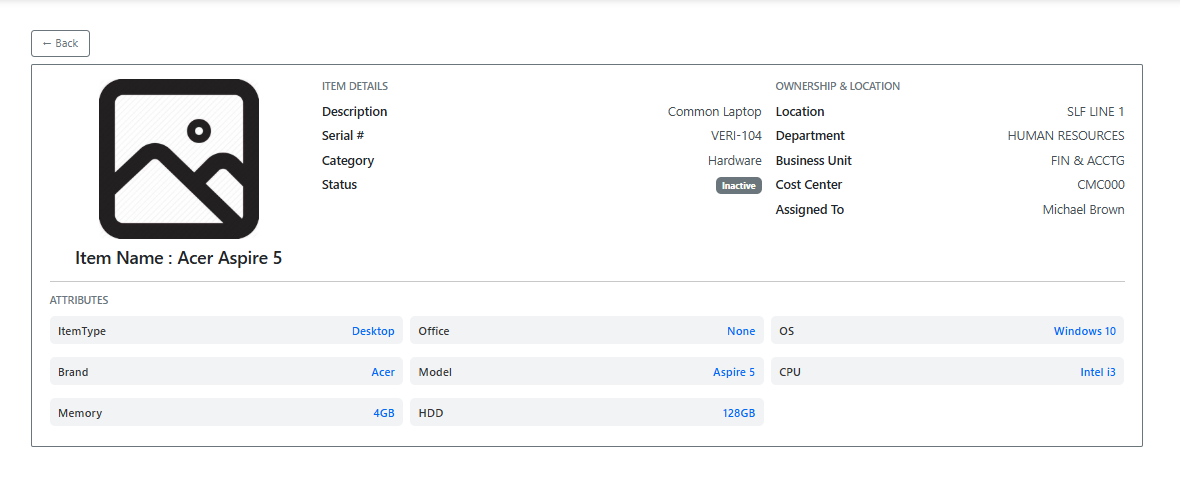 ← Back
Item Name : Acer Aspire 5
ITEM DETAILS
Description Common Laptop
Serial # VERI-104
Category Hardware
Status Inactive
OWNERSHIP & LOCATION
Location SLF LINE 1
Department HUMAN RESOURCES
Business Unit FIN & ACCTG
Cost Center CMC000
Assigned To Michael Brown
ATTRIBUTES
ItemType Desktop
Office None
OS Windows 10
Brand Acer
Model Aspire 5
CPU Intel i3
Memory 4GB
HDD 128GB